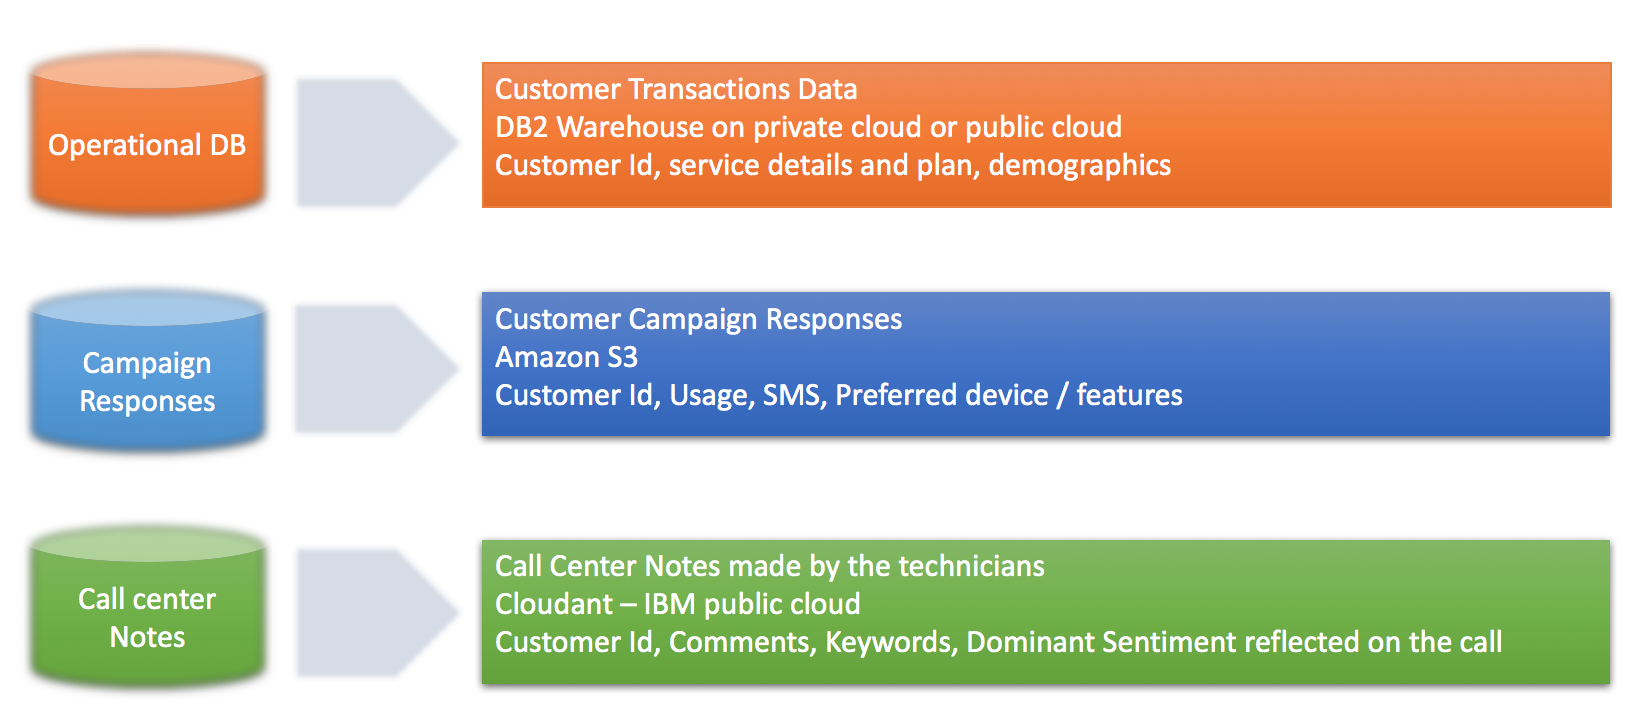 Operational DB
Customer Transactions Data
DB2 Warehouse on private cloud or public cloud
Customer Id, service details and plan, demographics
Campaign
Responses
Customer Campaign Responses
Amazon S3
Customer Id, Usage, SMS, Preferred device / features
Call center
Notes
Call Center Notes made by the technicians
Cloudant – IBM public cloud
Customer Id, Comments, Keywords, Dominant Sentiment reflected on the call